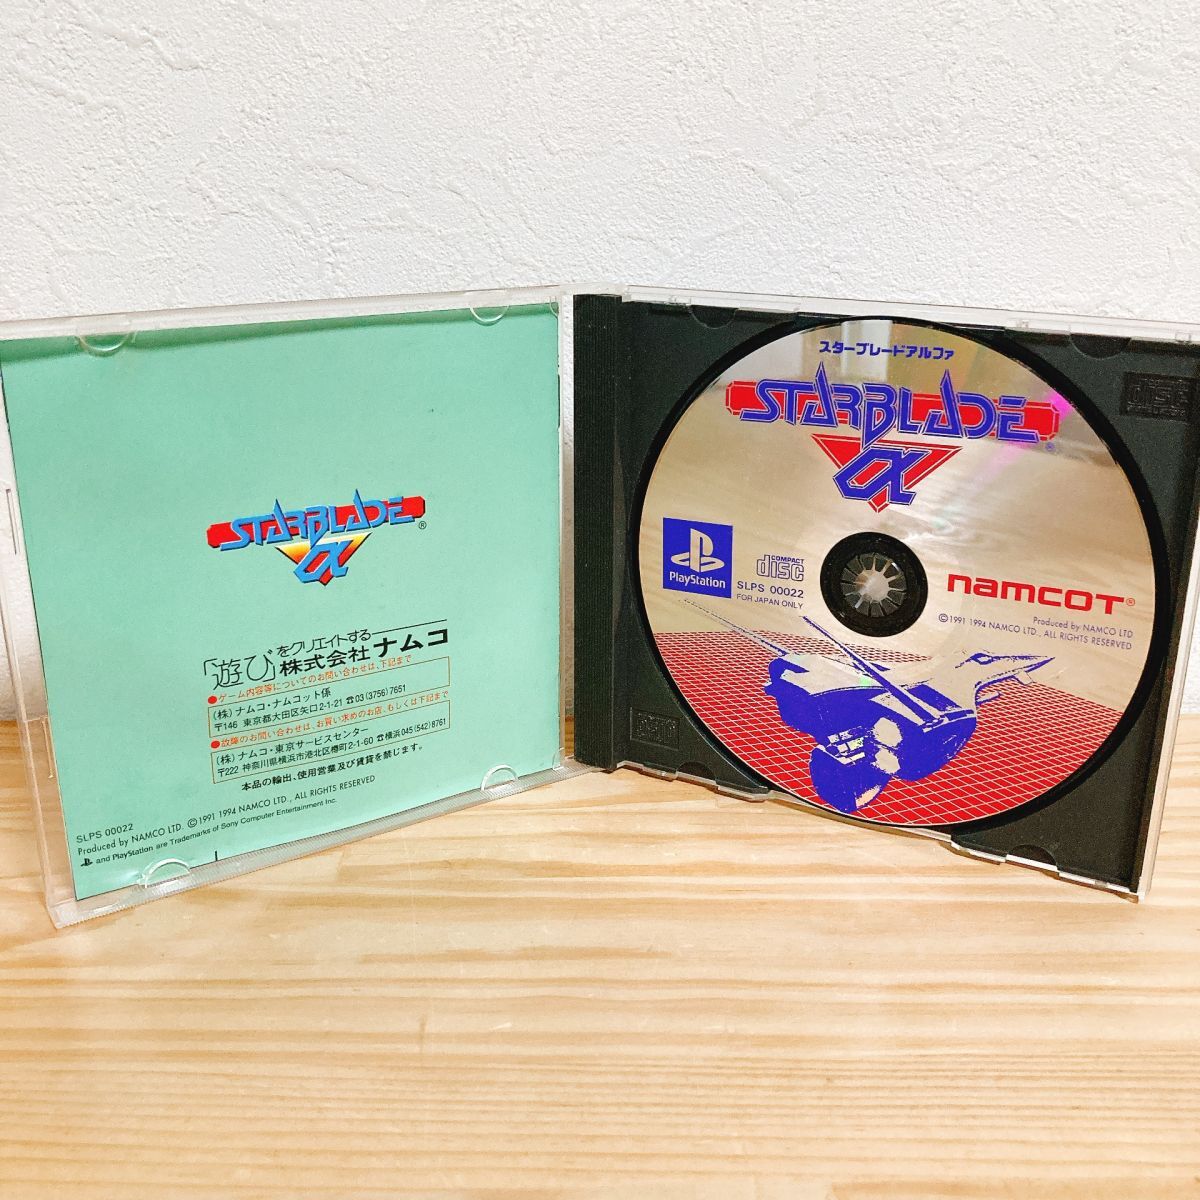 STARBLADE®
α
「遊び」をクリエイトする
株式会社ナムコ
●ゲーム内容等についてのお問い合わせは、下記まで
(株)ナムコ・ナムコット係
〒146 東京都大田区矢口2-1-21 ☎03(3756)7651
●故障のお問い合わせは、お買い求めのお店、もしくは下記まで
(株)ナムコ・東京サービスセンター
〒222 神奈川県横浜市港北区樽町2-1-60 ☎横浜045(542)8761
本品の輸出、使用営業及び賃貸を禁じます。
SLPS 00022
Produced by NAMCO LTD. ©1991 1994 NAMCO LTD., ALL RIGHTS RESERVED
and PlayStation are Trademarks of Sony Computer Entertainment Inc.
スターブレードアルファ
STARBLADE®
α
PlayStation
COMPACT
disc
SLPS 00022
FOR JAPAN ONLY
namcoT®
Produced by NAMCO LTD
©1991 1994 NAMCO LTD., ALL RIGHTS RESERVED
disc